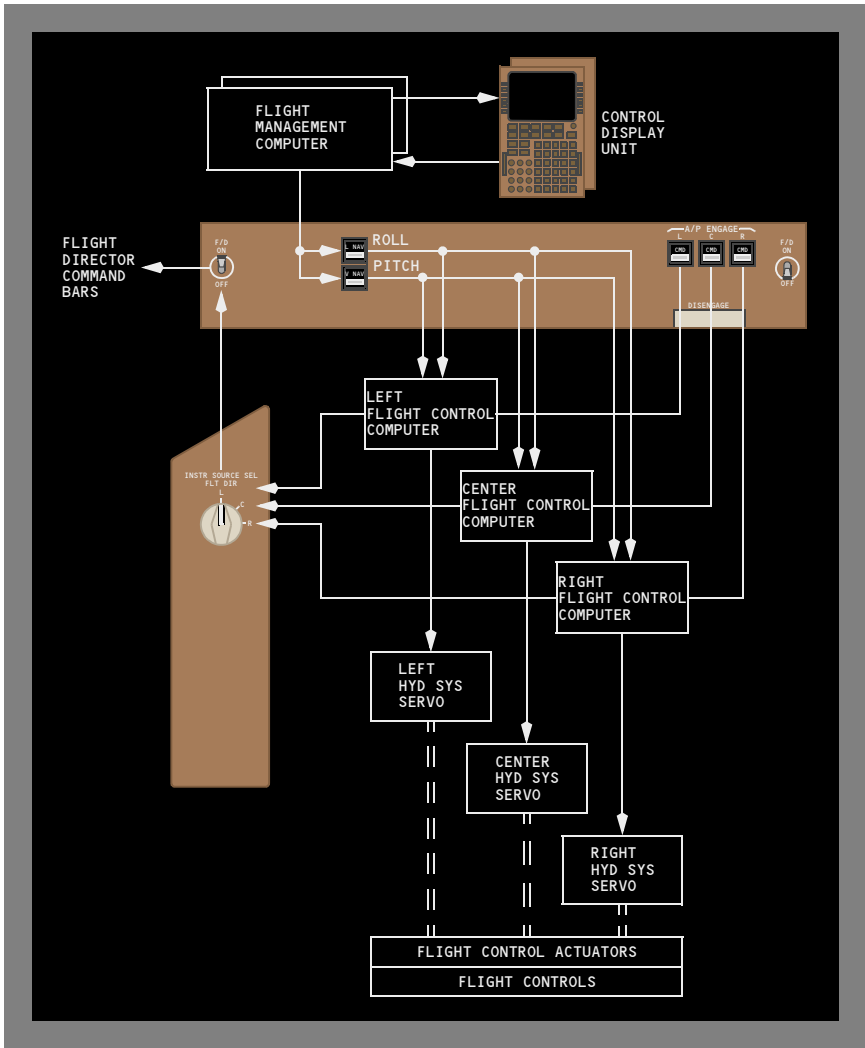 FLIGHT
MANAGEMENT
COMPUTER
CONTROL
DISPLAY
UNIT
FLIGHT
DIRECTOR
COMMAND
BARS
F/D
ON
OFF
L NAV
ROLL
V NAV
PITCH
A/P ENGAGE
L C R
CMD CMD CMD
DISENGAGE
F/D
ON
OFF
LEFT
FLIGHT CONTROL
COMPUTER
INSTR SOURCE SEL
FLT DIR
L
C
R
CENTER
FLIGHT CONTROL
COMPUTER
RIGHT
FLIGHT CONTROL
COMPUTER
LEFT
HYD SYS
SERVO
CENTER
HYD SYS
SERVO
RIGHT
HYD SYS
SERVO
FLIGHT CONTROL ACTUATORS
FLIGHT CONTROLS